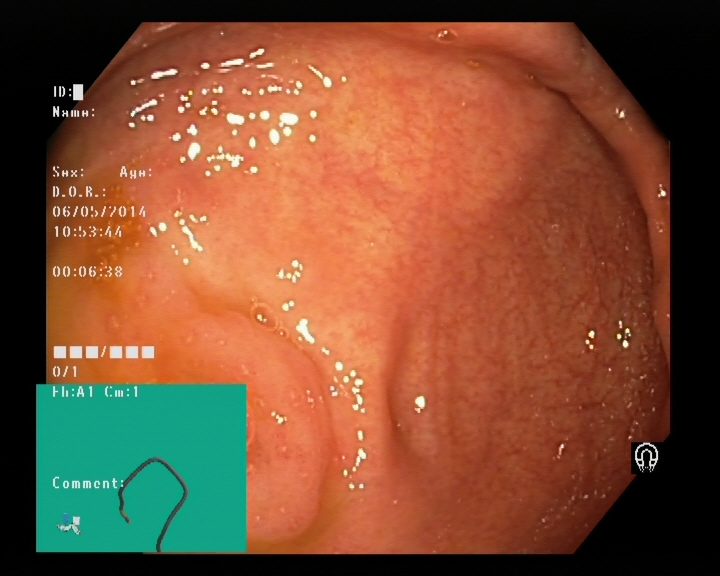 ID:
Name:
Sex: Age:
D.O.B.:
06/05/2014
10:53:44
00:06:38
/
0/1
Eh:A1 Cm:1
Comment: